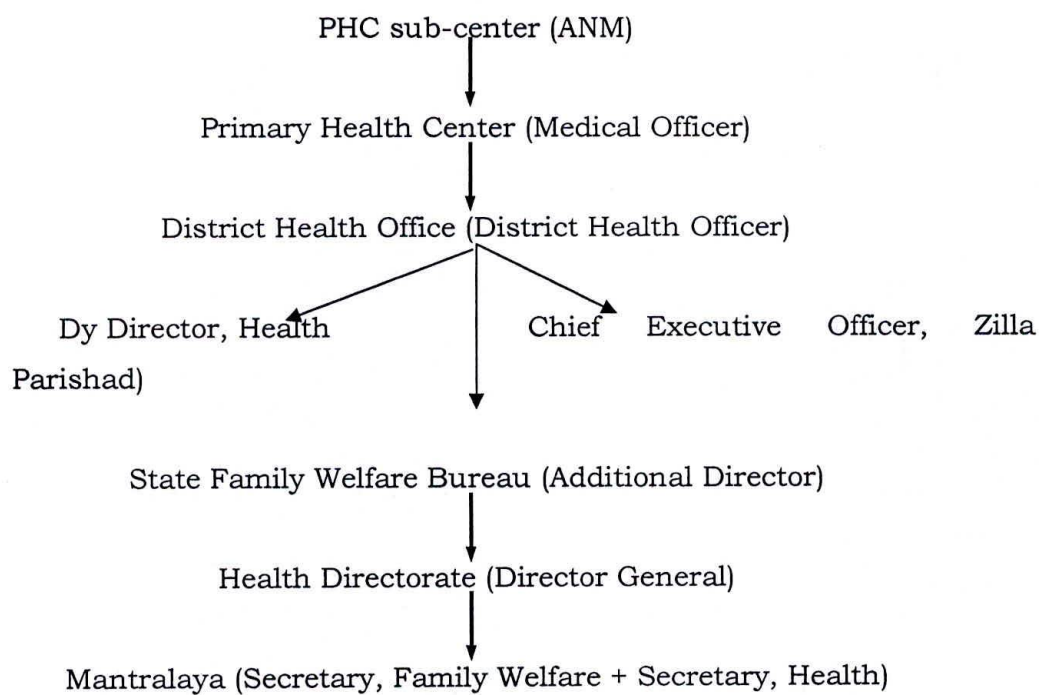 PHC sub-center (ANM)
Primary Health Center (Medical Officer)
District Health Office (District Health Officer)
Dy Director, Health Chief Executive Officer, Zilla
Parishad)
State Family Welfare Bureau (Additional Director)
Health Directorate (Director General)
Mantralaya (Secretary, Family Welfare + Secretary, Health)